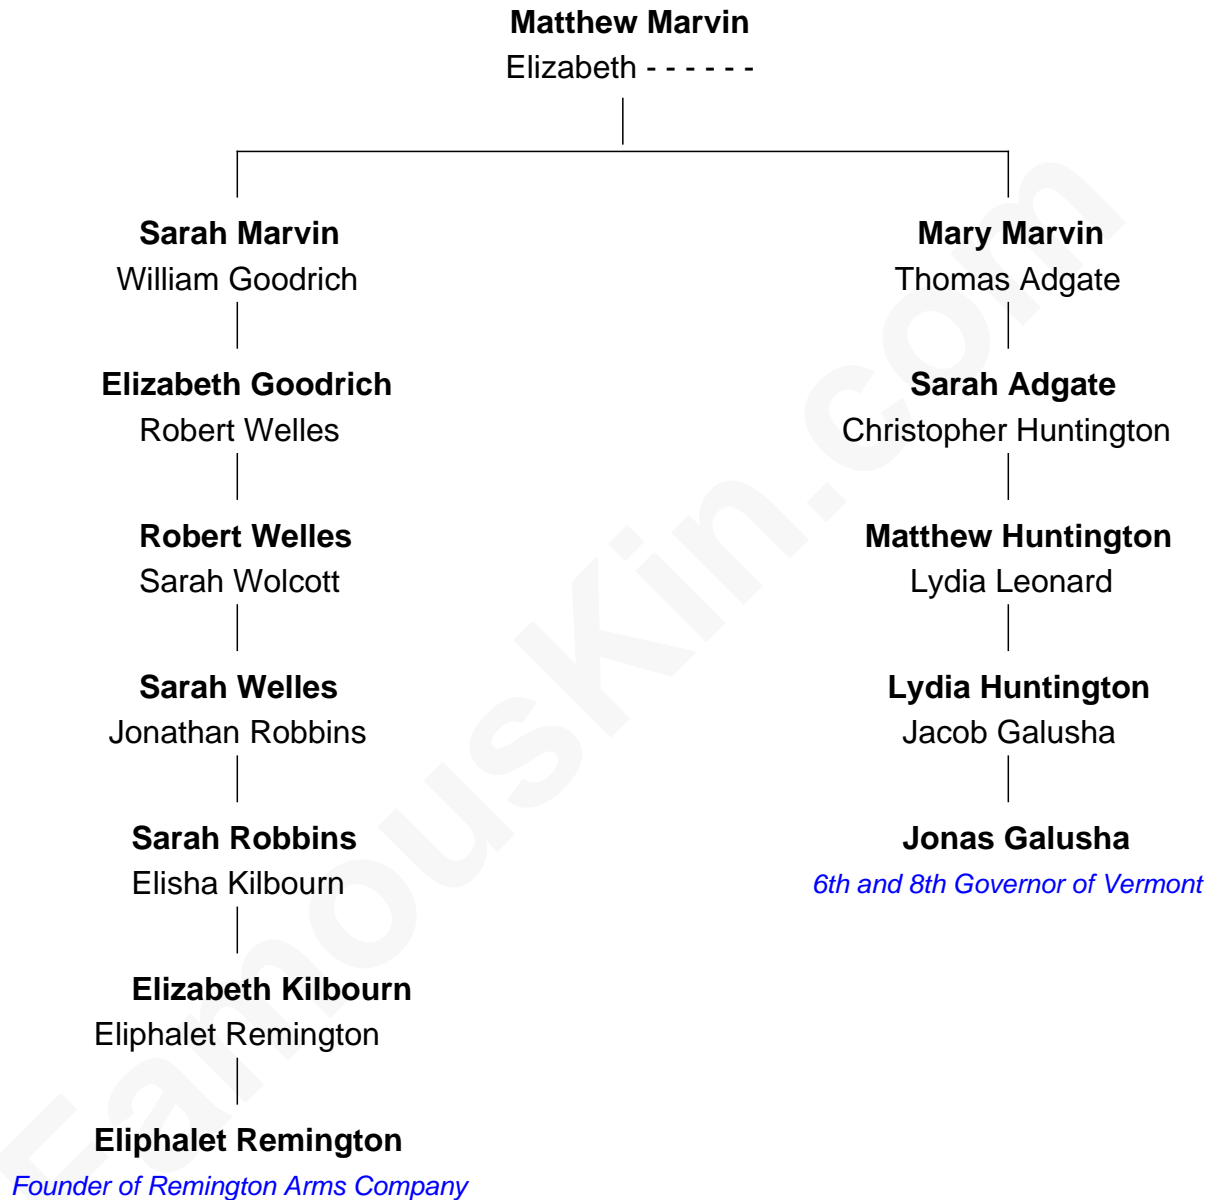 Matthew Marvin
Elizabeth - - - - - -
Sarah Marvin
William Goodrich
Mary Marvin
Thomas Adgate
Elizabeth Goodrich
Robert Welles
Sarah Adgate
Christopher Huntington
Robert Welles
Sarah Wolcott
Matthew Huntington
Lydia Leonard
Sarah Welles
Jonathan Robbins
Lydia Huntington
Jacob Galusha
Sarah Robbins
Elisha Kilbourn
Jonas Galusha
6th and 8th Governor of Vermont
Elizabeth Kilbourn
Eliphalet Remington
Eliphalet Remington
Founder of Remington Arms Company
FamousKin.com